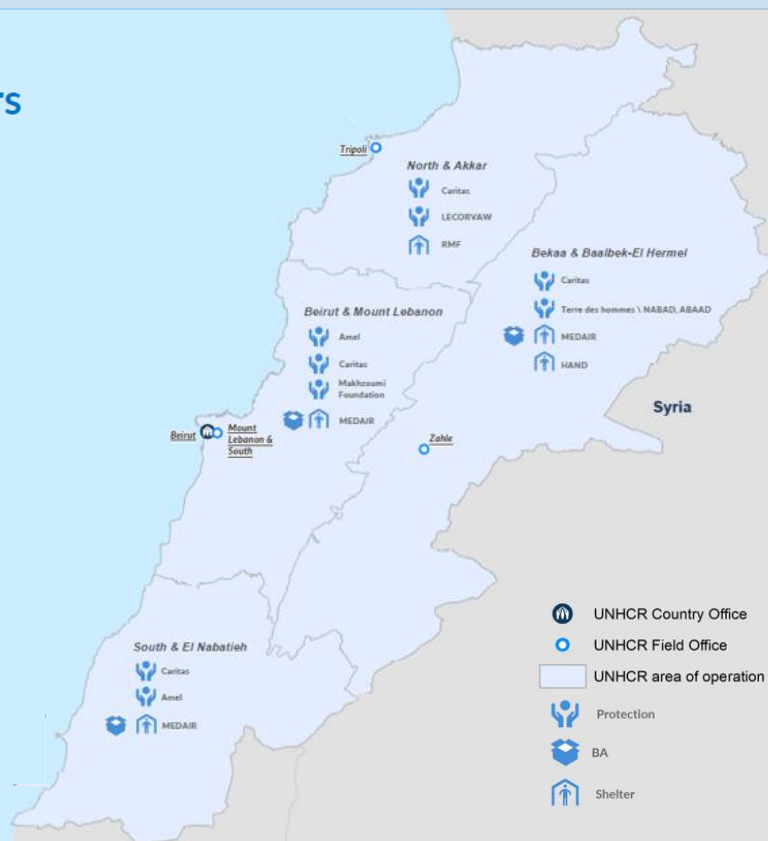 rs
Tripoli
North & Akkar
Caritas
LECORVAW
RMF
Bekaa & Baalbek-El Hermel
Caritas
Terre des hommes \ NABAD, ABAAD
MEDAIR
HAND
Beirut & Mount Lebanon
Amel
Caritas
Makhzoumi
Foundation
MEDAIR
Syria
Beirut
Mount
Lebanon &
South
Zahle
South & El Nabatieh
Caritas
Amel
MEDAIR
UNHCR Country Office
UNHCR Field Office
UNHCR area of operation
Protection
BA
Shelter